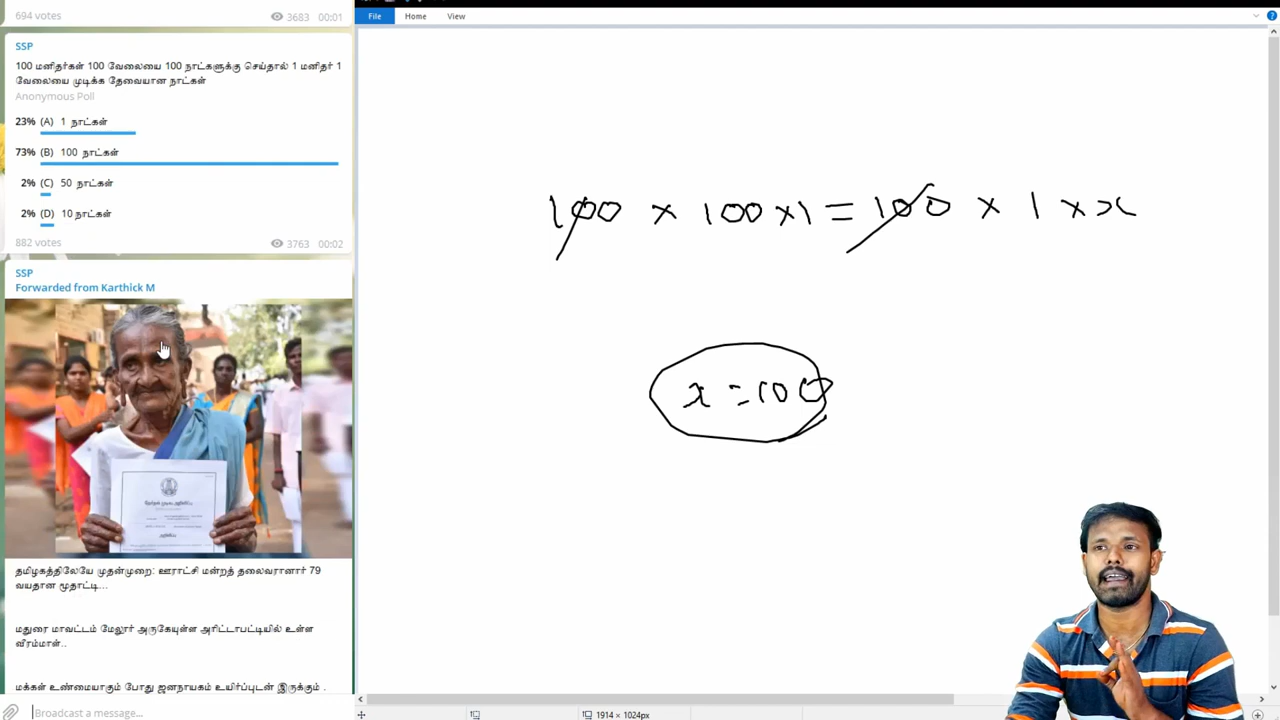 694 votes
3683 00:01
SSP
100 மனிதர்கள் 100 வேலையை 100 நாட்களுக்கு செய்தால் 1 மனிதர் 1
வேலையை முடிக்க தேவையான நாட்கள்
Anonymous Poll
23% (A) 1 நாட்கள்
73% (B) 100 நாட்கள்
2% (C) 50 நாட்கள்
2% (D) 10 நாட்கள்
882 votes
3763 00:02
SSP
Forwarded from Karthick M
தமிழகத்திலேயே முதன்முறை: ஊராட்சி மன்றத் தலைவரானார் 79
வயதான மூதாட்டி...
மதுரை மாவட்டம் மேலூர் அருகேயுள்ள அரிட்டாபட்டியில் உள்ள
வீரம்மாள்..
மக்கள் உண்மையாகும் போது ஜனநாயகம் உயிர்ப்புடன் இருக்கும் .
Broadcast a message...
File Home View
100 x 100 x 1 = 100 x 1 x x
x = 100
1914 × 1024px